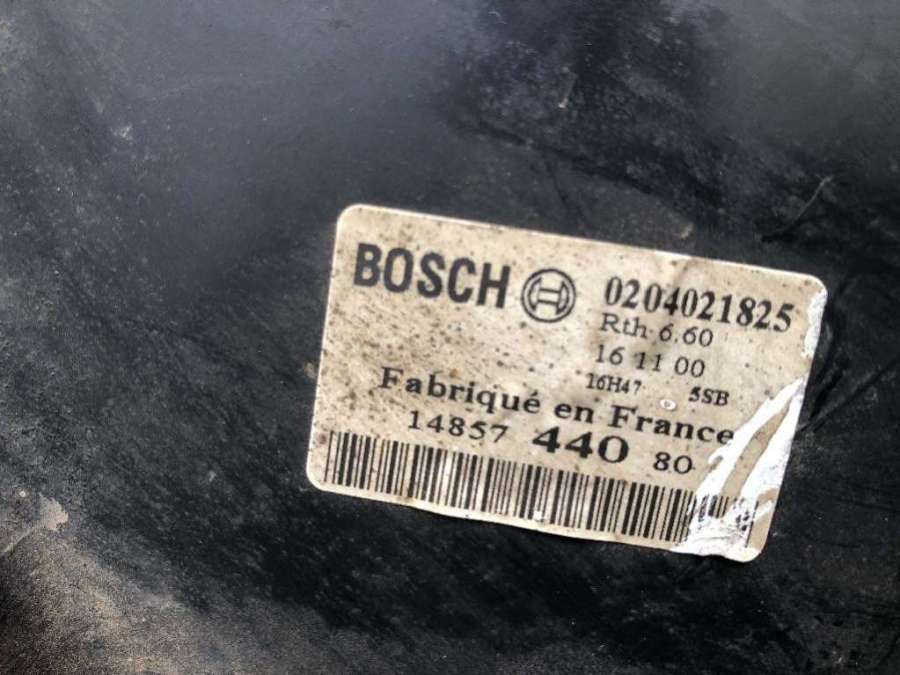 BOSCH 0204021825
Rth 6.60
16 11 00
16H47 5SB
Fabriqué en France
14857 440 80